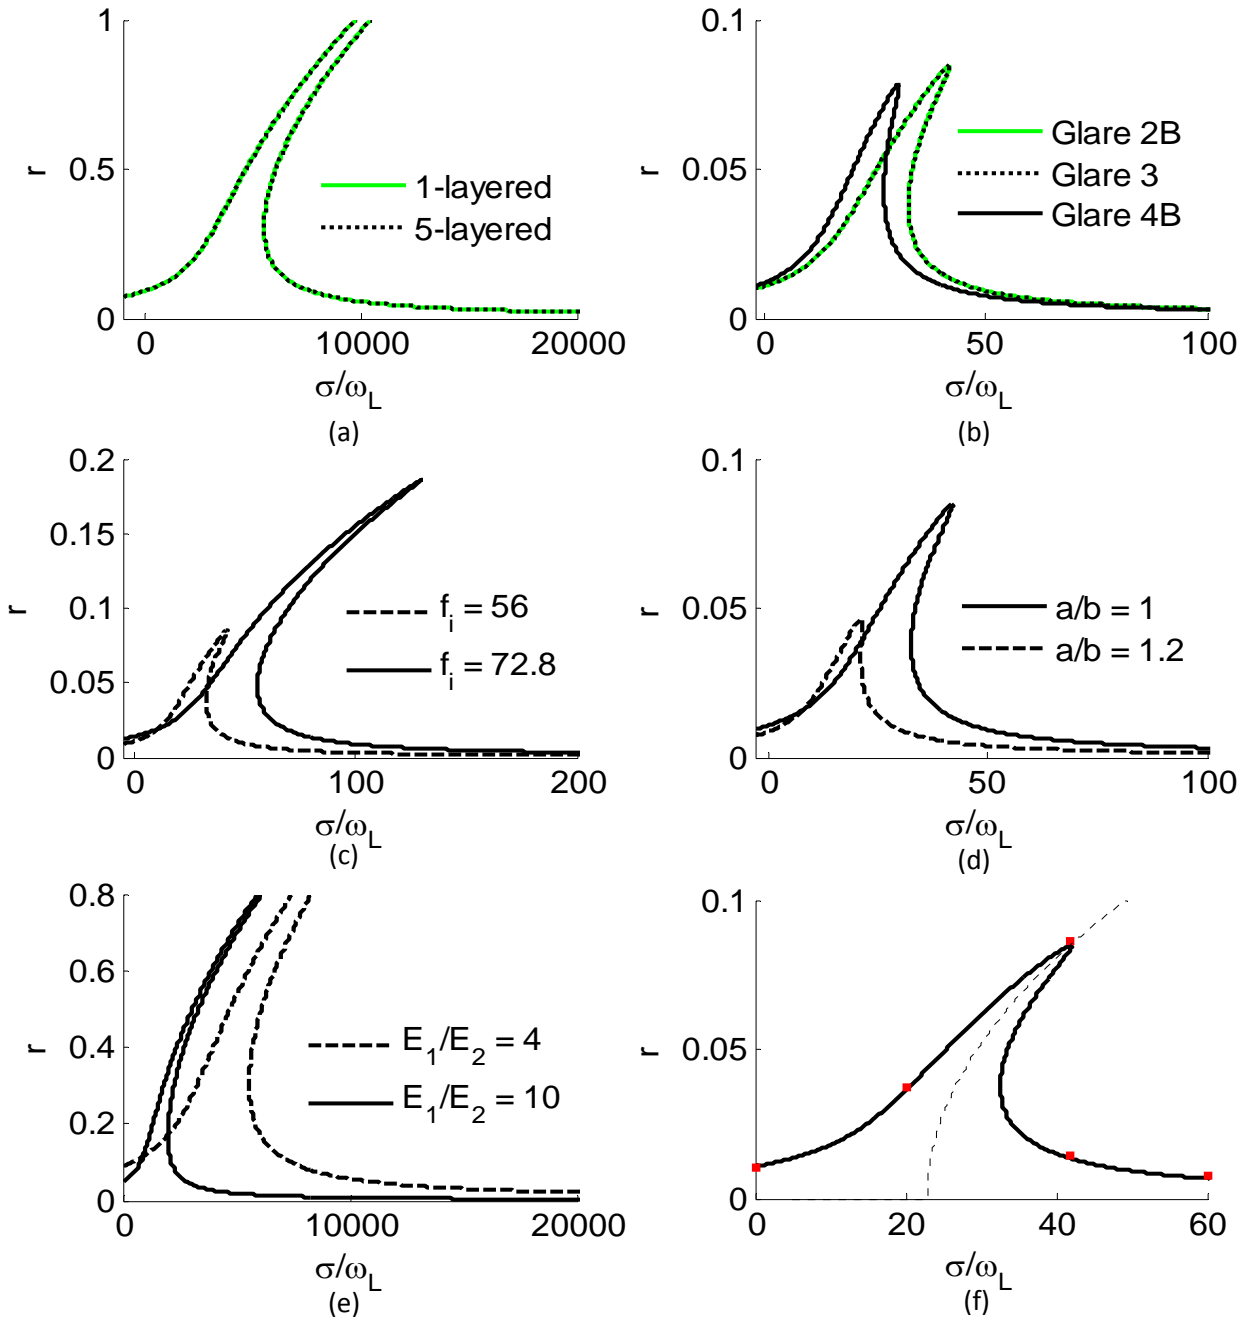 1
0.5
0
r
1-layered
5-layered
0
10000
20000
σ/ω_L
(a)
0.1
0.05
0
r
Glare 2B
Glare 3
Glare 4B
0
50
100
σ/ω_L
(b)
0.2
0.15
0.1
0.05
0
r
f_i = 56
f_i = 72.8
0
100
200
σ/ω_L
(c)
0.1
0.05
0
r
a/b = 1
a/b = 1.2
0
50
100
σ/ω_L
(d)
0.8
0.6
0.4
0.2
0
r
E_1/E_2 = 4
E_1/E_2 = 10
0
10000
20000
σ/ω_L
(e)
0.1
0.05
0
r
0
20
40
60
σ/ω_L
(f)